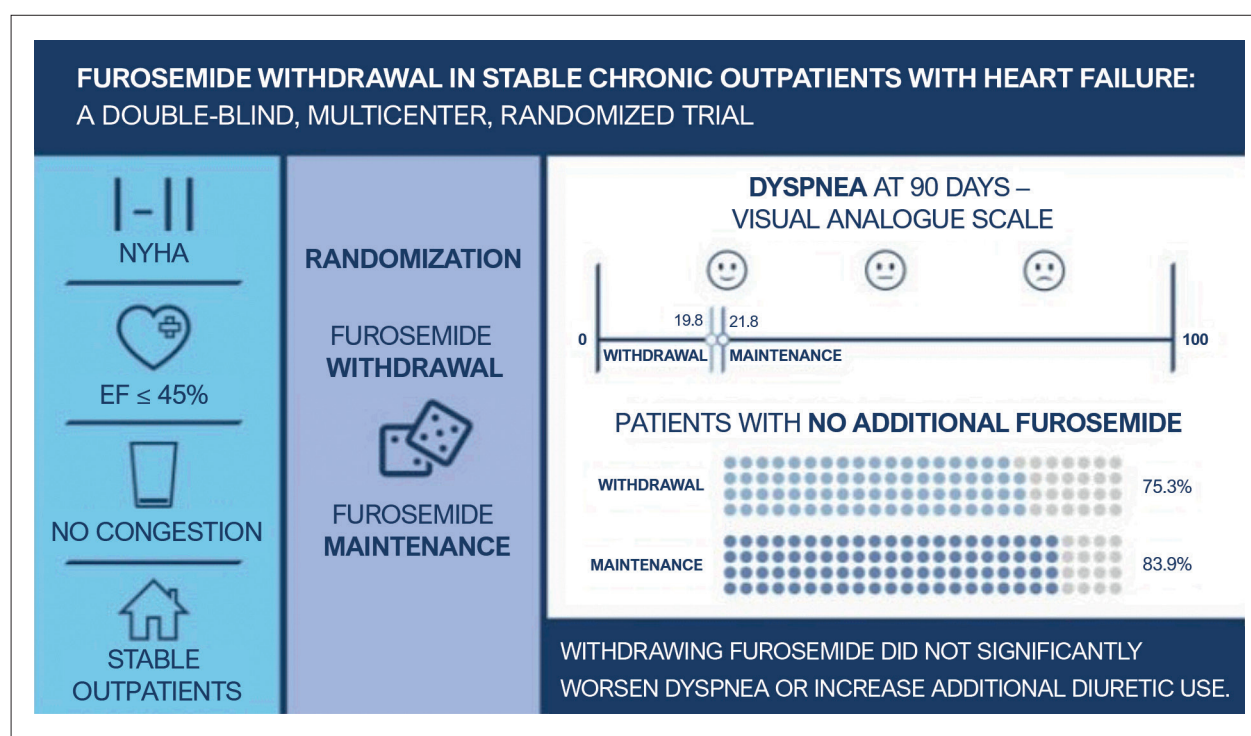 FUROSEMIDE WITHDRAWAL IN STABLE CHRONIC OUTPATIENTS WITH HEART FAILURE:
A DOUBLE-BLIND, MULTICENTER, RANDOMIZED TRIAL
I-II
NYHA
EF ≤ 45%
NO CONGESTION
STABLE
OUTPATIENTS
RANDOMIZATION
FUROSEMIDE
WITHDRAWAL
FUROSEMIDE
MAINTENANCE
DYSPNEA AT 90 DAYS –
VISUAL ANALOGUE SCALE
19.8 21.8
0 100
WITHDRAWAL MAINTENANCE
PATIENTS WITH NO ADDITIONAL FUROSEMIDE
WITHDRAWAL 75.3%
MAINTENANCE 83.9%
WITHDRAWING FUROSEMIDE DID NOT SIGNIFICANTLY
WORSEN DYSPNEA OR INCREASE ADDITIONAL DIURETIC USE.